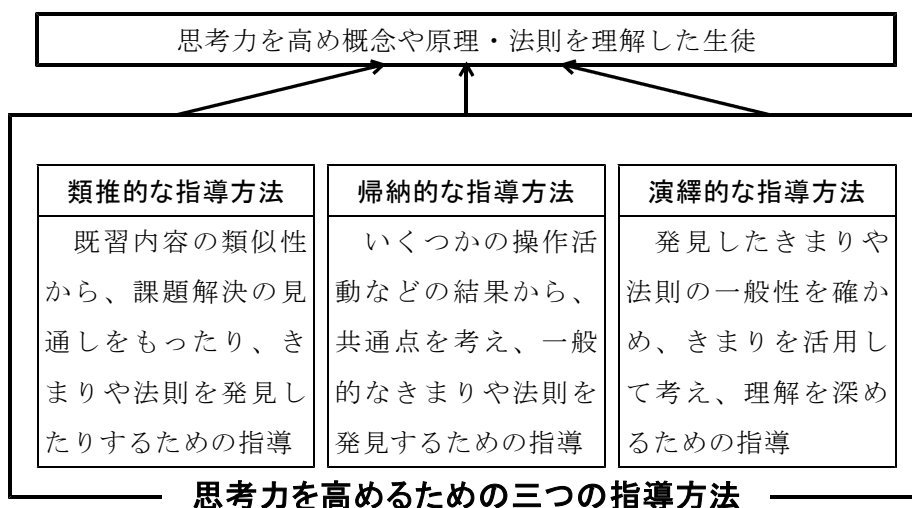 思考力を高め概念や原理・法則を理解した生徒
類推的な指導方法
既習内容の類似性
から、課題解決の見
通しをもったり、き
まりや法則を発見し
たりするための指導
帰納的な指導方法
いくつかの操作活
動などの結果から、
共通点を考え、一般
的なきまりや法則を
発見するための指導
演繹的な指導方法
発見したきまりや
法則の一般性を確か
め、きまりを活用し
て考え、理解を深め
るための指導
思考力を高めるための三つの指導方法